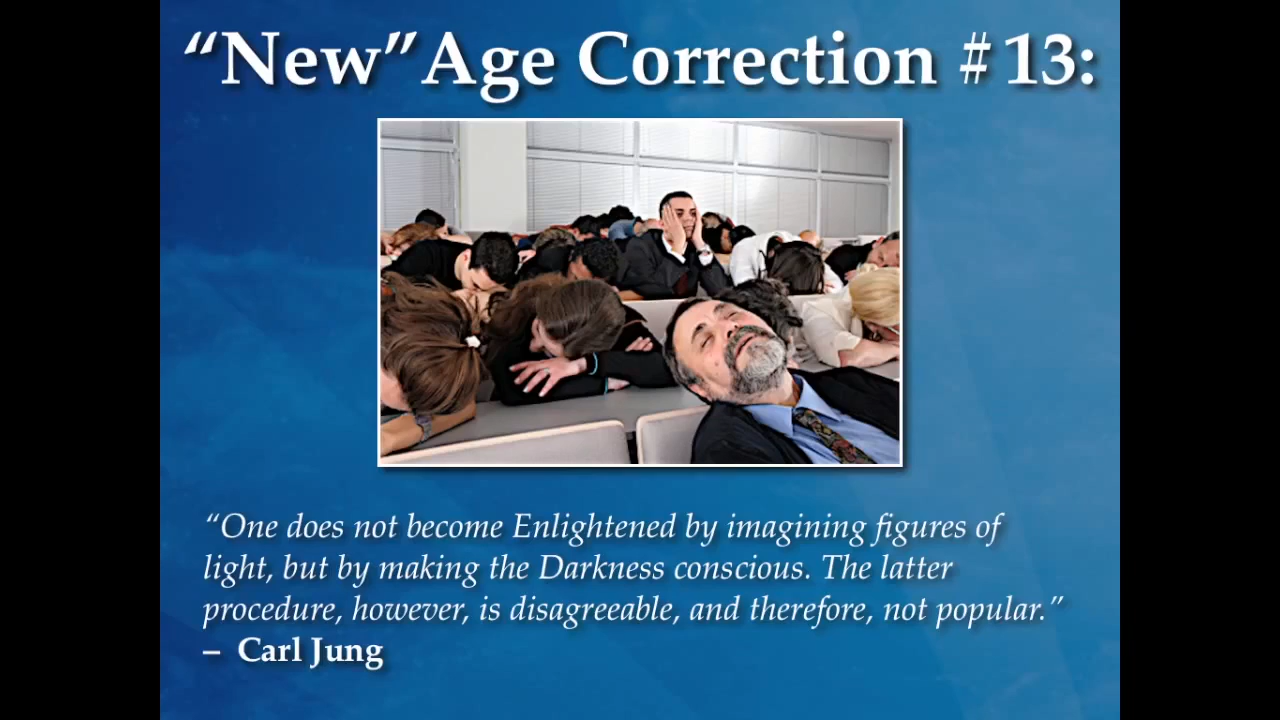 “New” Age Correction #13:
“One does not become Enlightened by imagining figures of
light, but by making the Darkness conscious. The latter
procedure, however, is disagreeable, and therefore, not popular.”
– Carl Jung